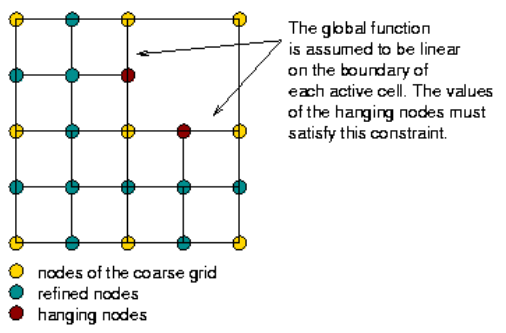 The global function
is assumed to be linear
on the boundary of
each active cell. The values
of the hanging nodes must
satisfy this constraint.
nodes of the coarse grid
refined nodes
hanging nodes